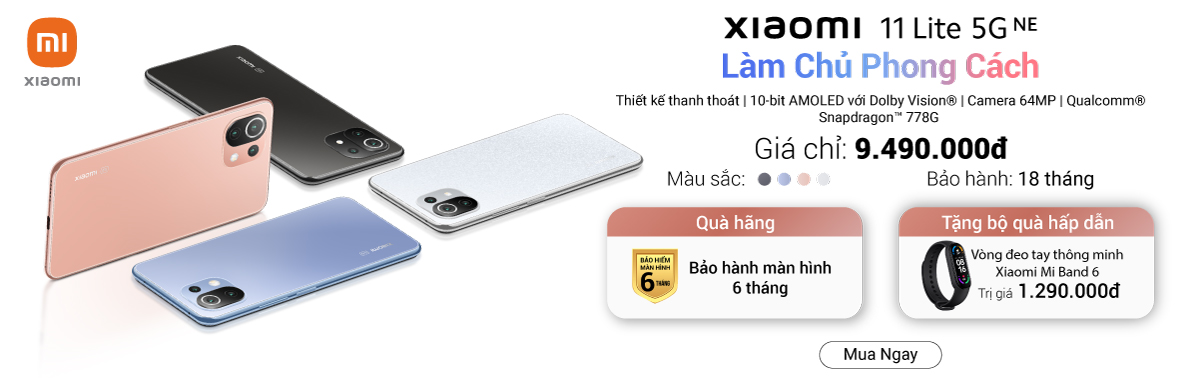 xiaomi
xiaomi 11 Lite 5G NE
Làm Chủ Phong Cách
Thiết kế thanh thoát | 10-bit AMOLED với Dolby Vision® | Camera 64MP | Qualcomm®
Snapdragon™ 778G
Giá chỉ: 9.490.000đ
Màu sắc:
Bảo hành: 18 tháng
Quà hãng
BẢO HIỂM
MÀN HÌNH
6 THÁNG
Bảo hành màn hình
6 tháng
Tặng bộ quà hấp dẫn
Vòng đeo tay thông minh
Xiaomi Mi Band 6
Trị giá 1.290.000đ
Mua Ngay
XIAOMI
XIAOMI